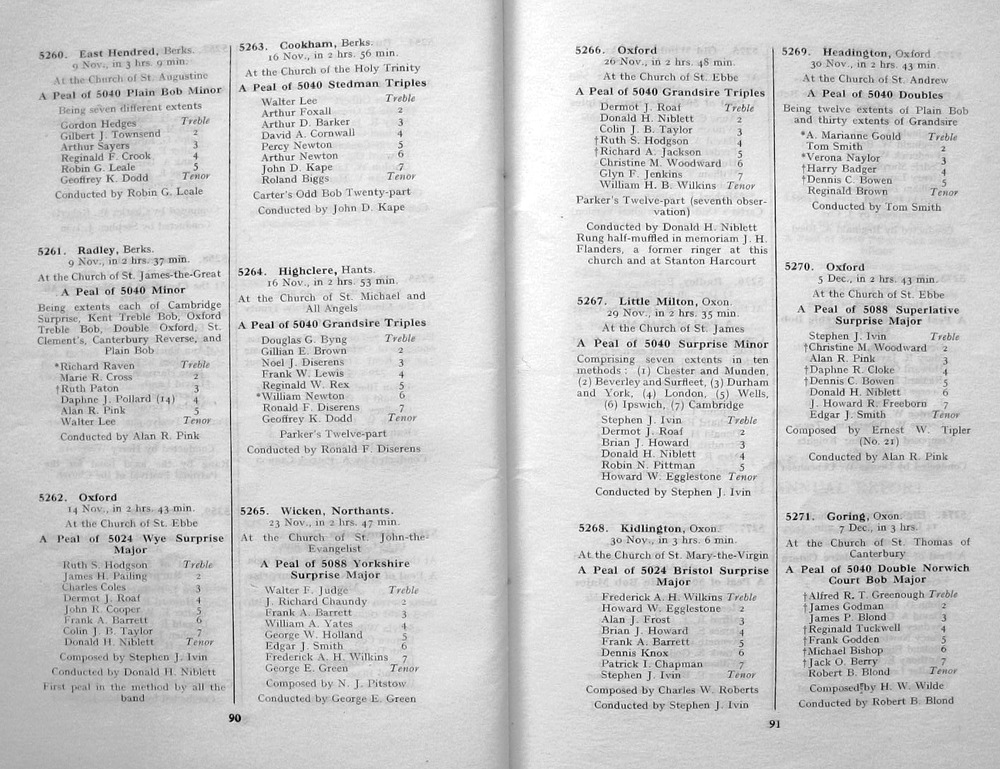 5260. East Hendred, Berks.
9 Nov., in 3 hrs. 9 min.
At the Church of St. Augustine
A Peal of 5040 Plain Bob Minor
Being seven different extents
Gordon Hedges Treble
Gilbert J. Townsend 2
Arthur Sayers 3
Reginald F. Crook 4
Robin G. Leale 5
Geoffrey K. Dodd Tenor
Conducted by Robin G. Leale
5261. Radley, Berks.
9 Nov., in 2 hrs. 37 min.
At the Church of St. James-the-Great
A Peal of 5040 Minor
Being extents each of Cambridge
Surprise, Kent Treble Bob, Oxford
Treble Bob, Double Oxford, St.
Clement's, Canterbury Reverse, and
Plain Bob
*Richard Raven Treble
Marie R. Cross 2
†Ruth Paton 3
Daphne J. Pollard (14) 4
Alan R. Pink 5
Walter Lee Tenor
Conducted by Alan R. Pink
5262. Oxford
14 Nov., in 2 hrs. 43 min.
At the Church of St. Ebbe
A Peal of 5024 Wye Surprise
Major
Ruth S. Hodgson Treble
James H. Pailing 2
Charles Coles 3
Dermot J. Roaf 4
John R. Cooper 5
Frank A. Barrett 6
Colin J. B. Taylor 7
Donald H. Niblett Tenor
Composed by Stephen J. Ivin
Conducted by Donald H. Niblett
First peal in the method by all the
band
5263. Cookham, Berks.
16 Nov., in 2 hrs. 56 min.
At the Church of the Holy Trinity
A Peal of 5040 Stedman Triples
Walter Lee Treble
Arthur Foxall 2
Arthur D. Barker 3
David A. Cornwall 4
Percy Newton 5
Arthur Newton 6
John D. Kape 7
Roland Biggs Tenor
Carter's Odd Bob Twenty-part
Conducted by John D. Kape
5264. Highclere, Hants.
16 Nov., in 2 hrs. 53 min.
At the Church of St. Michael and
All Angels
A Peal of 5040 Grandsire Triples
Douglas G. Byng Treble
Gillian E. Brown 2
Noel J. Diserens 3
Frank W. Lewis 4
Reginald W. Rex 5
*William Newton 6
Ronald F. Diserens 7
Geoffrey K. Dodd Tenor
Parker's Twelve-part
Conducted by Ronald F. Diserens
5265. Wicken, Northants.
23 Nov., in 2 hrs. 47 min.
At the Church of St. John-the-
Evangelist
A Peal of 5088 Yorkshire
Surprise Major
Walter F. Judge Treble
J. Richard Chaundy 2
Frank A. Barrett 3
William A. Yates 4
George W. Holland 5
Edgar J. Smith 6
Frederick A. H. Wilkins 7
George E. Green Tenor
Composed by N. J. Pitstow
Conducted by George E. Green
90
5266. Oxford
26 Nov., in 2 hrs. 48 min.
At the Church of St. Ebbe
A Peal of 5040 Grandsire Triples
Dermot J. Roaf Treble
Donald H. Niblett 2
Colin J. B. Taylor 3
†Ruth S. Hodgson 4
†Richard A. Jackson 5
Christine M. Woodward 6
Glyn F. Jenkins 7
William H. B. Wilkins Tenor
Parker's Twelve-part (seventh obser-
vation)
Conducted by Donald H. Niblett
Rung half-muffled in memoriam J. H.
Flanders, a former ringer at this
church and at Stanton Harcourt
5267. Little Milton, Oxon.
29 Nov., in 2 hrs. 35 min.
At the Church of St. James
A Peal of 5040 Surprise Minor
Comprising seven extents in ten
methods : (1) Chester and Munden,
(2) Beverley and Surfleet, (3) Durham
and York, (4) London, (5) Wells,
(6) Ipswich, (7) Cambridge
Stephen J. Ivin Treble
Dermot J. Roaf 2
Brian J. Howard 3
Donald H. Niblett 4
Robin N. Pittman 5
Howard W. Egglestone Tenor
Conducted by Stephen J. Ivin
5268. Kidlington, Oxon.
30 Nov., in 3 hrs. 6 min.
At the Church of St. Mary-the-Virgin
A Peal of 5024 Bristol Surprise
Major
Frederick A. H. Wilkins Treble
Howard W. Egglestone 2
Alan J. Frost 3
Brian J. Howard 4
Frank A. Barrett 5
Dennis Knox 6
Patrick I. Chapman 7
Stephen J. Ivin Tenor
Composed by Charles W. Roberts
Conducted by Stephen J. Ivin
5269. Headington, Oxford
30 Nov., in 2 hrs. 43 min.
At the Church of St. Andrew
A Peal of 5040 Doubles
Being twelve extents of Plain Bob
and thirty extents of Grandsire
*A. Marianne Gould Treble
Tom Smith 2
*Verona Naylor 3
†Harry Badger 4
†Dennis C. Bowen 5
Reginald Brown Tenor
Conducted by Tom Smith
5270. Oxford
5 Dec., in 2 hrs. 43 min.
At the Church of St. Ebbe
A Peal of 5088 Superlative
Surprise Major
Stephen J. Ivin Treble
†Christine M. Woodward 2
Alan R. Pink 3
†Daphne R. Cloke 4
†Dennis C. Bowen 5
Donald H. Niblett 6
J. Howard R. Freeborn 7
Edgar J. Smith Tenor
Composed by Ernest W. Tipler
(No. 21)
Conducted by Alan R. Pink
5271. Goring, Oxon.
7 Dec., in 3 hrs.
At the Church of St. Thomas of
Canterbury
A Peal of 5040 Double Norwich
Court Bob Major
†Alfred R. T. Greenough Treble
†James Godman 2
James P. Blond 3
†Reginald Tuckwell 4
†Frank Godden 5
†Michael Bishop 6
†Jack O. Berry 7
Robert B. Blond Tenor
Composed by H. W. Wilde
Conducted by Robert B. Blond
91